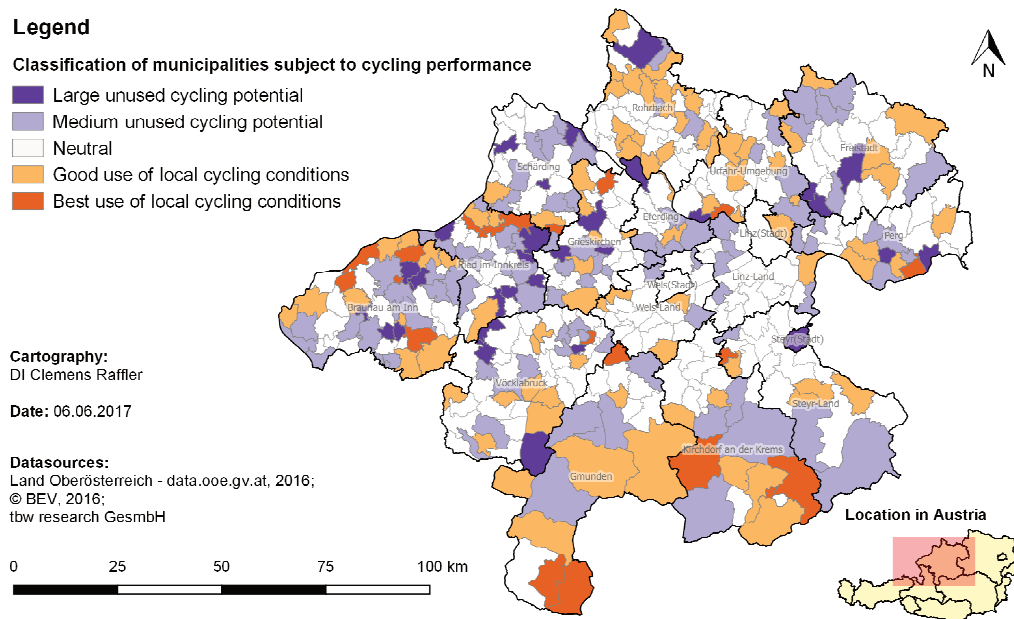 Legend
Classification of municipalities subject to cycling performance
Large unused cycling potential
Medium unused cycling potential
Neutral
Good use of local cycling conditions
Best use of local cycling conditions
N
Rohrbach
Freistadt
Schärding
Urfahr-Umgebung
Eferding
Linz(Stadt)
Perg
Grieskirchen
Ried im Innkreis
Linz-Land
Wels(Stadt)
Wels-Land
Braunau am Inn
Steyr(Stadt)
Vöcklabruck
Steyr-Land
Kirchdorf an der Krems
Gmunden
Cartography:
DI Clemens Raffler
Date: 06.06.2017
Datasources:
Land Oberösterreich - data.ooe.gv.at, 2016;
© BEV, 2016;
tbw research GesmbH
0 25 50 75 100 km
Location in Austria